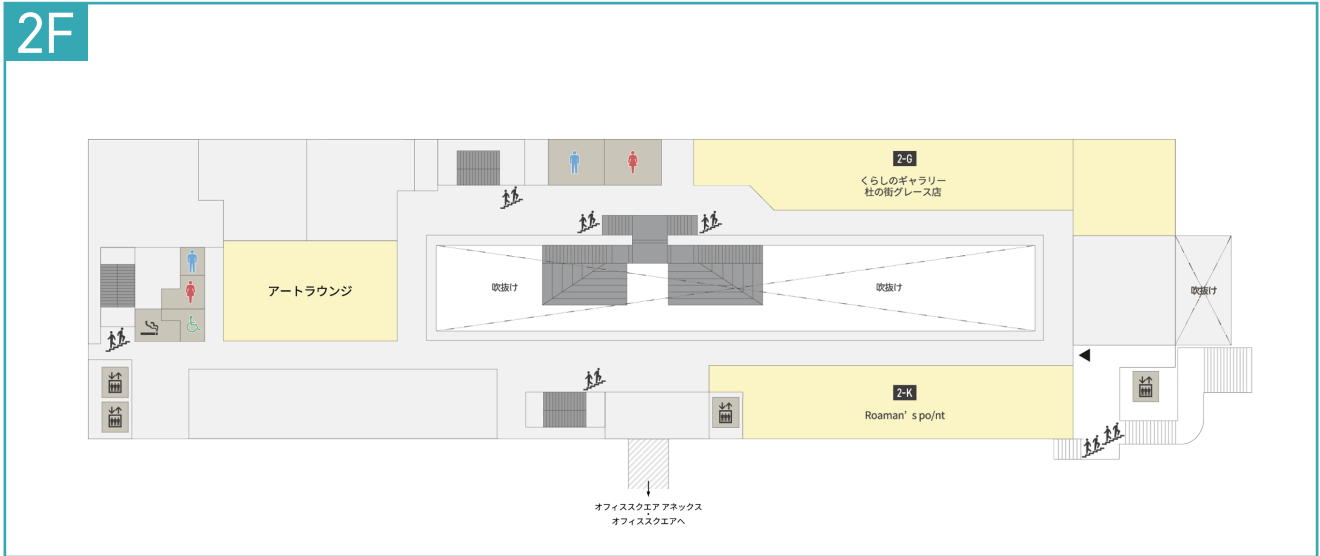 2F
2-G
くらしのギャラリー
杜の街グレース店
アートラウンジ
吹抜け
吹抜け
吹抜け
2-K
Roaman’s po/nt
オフィススクエア アネックス
・
オフィススクエアへ